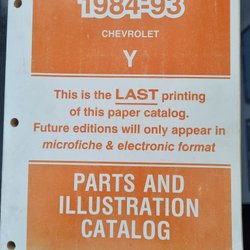 1984-93
CHEVROLET
Y
This is the LAST printing
of this paper catalog.
Future editions will only appear in
microfiche & electronic format
PARTS AND
ILLUSTRATION
CATALOG